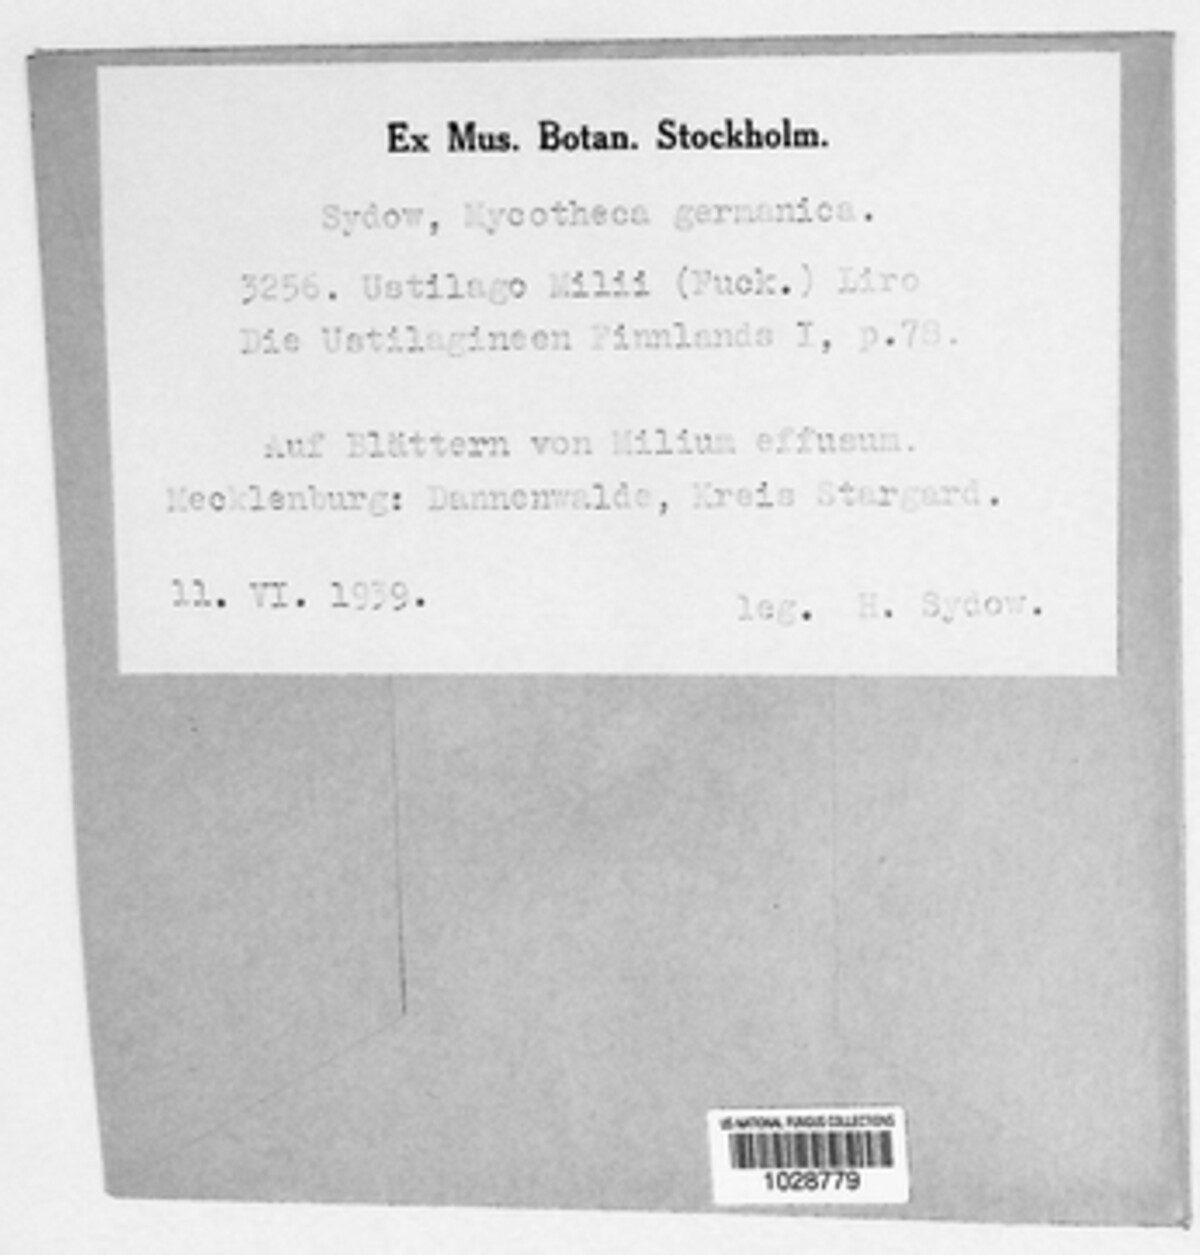 Ex Mus. Botan. Stockholm.
Sydow, Mycotheca germanica.
3256. Ustilago Milii (Fuck.) Liro
Die Ustilagineen Finnlands I, p.78.
Auf Blättern von Milium effusum.
Mecklenburg: Dannenwalde, Kreis Stargard.
11. VI. 1939.
leg. H. Sydow.
US NATIONAL FUNGUS COLLECTIONS
1028779